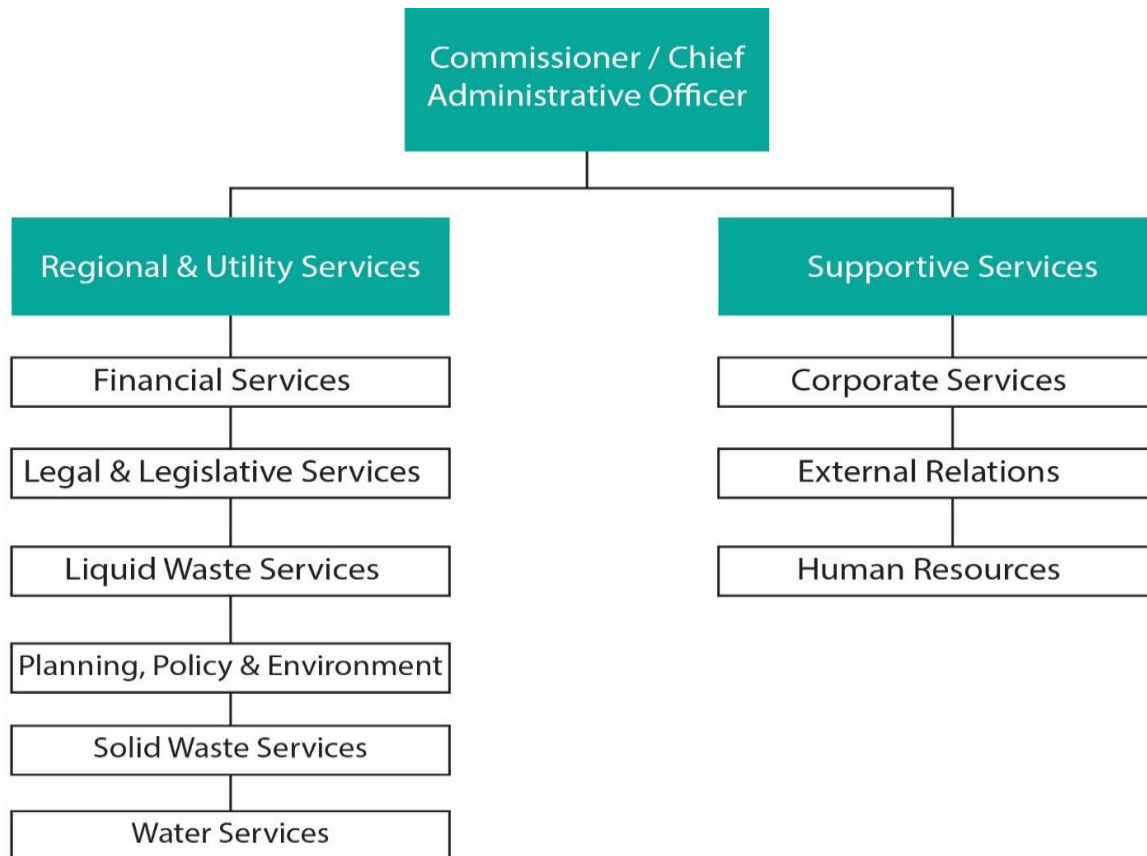 Commissioner / Chief
Administrative Officer
Regional & Utility Services
Financial Services
Legal & Legislative Services
Liquid Waste Services
Planning, Policy & Environment
Solid Waste Services
Water Services
Supportive Services
Corporate Services
External Relations
Human Resources